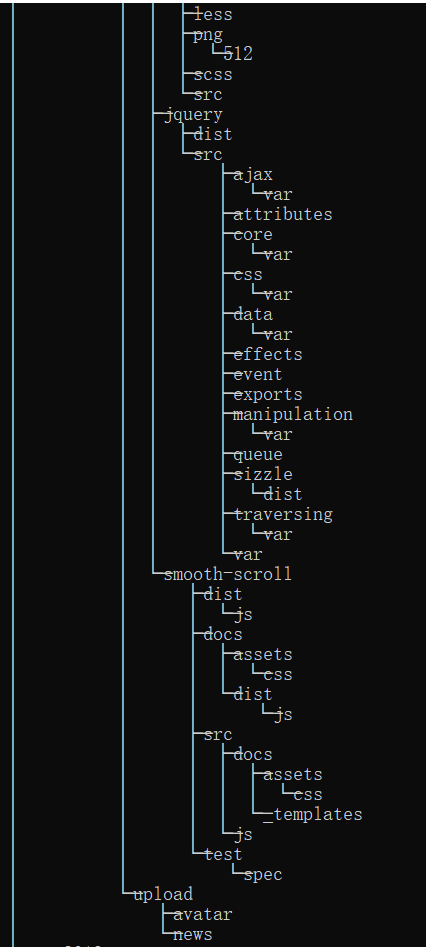 less
png
512
scss
src
jquery
dist
src
ajax
var
attributes
core
var
css
var
data
var
effects
event
exports
manipulation
var
queue
sizzle
dist
traversing
var
var
smooth-scroll
dist
js
docs
assets
css
dist
js
src
docs
assets
css
_templates
js
test
spec
upload
avatar
news